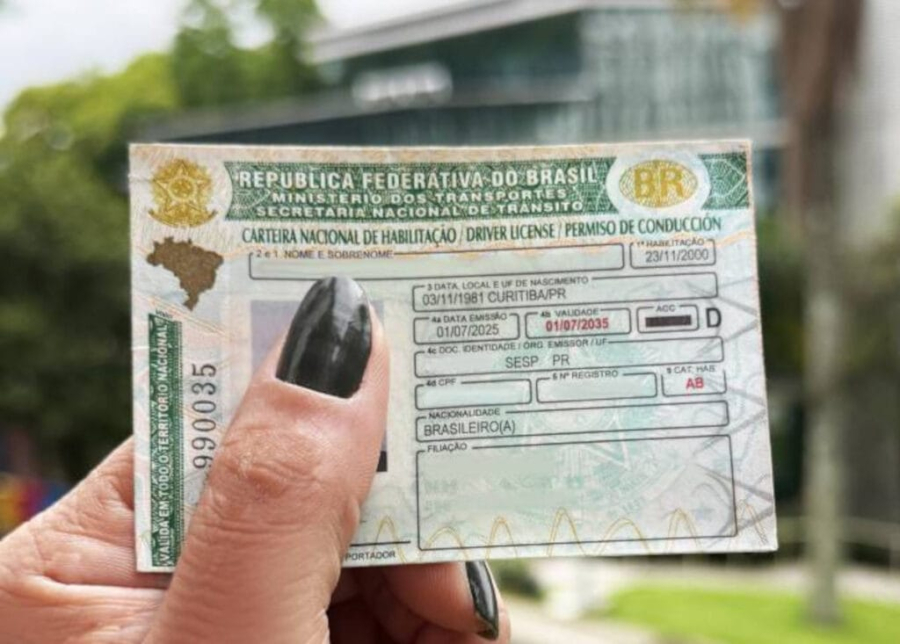 REPÚBLICA FEDERATIVA DO BRASIL
BR
MINISTÉRIO DOS TRANSPORTES
SECRETARIA NACIONAL DE TRÂNSITO
CARTEIRA NACIONAL DE HABILITAÇÃO / DRIVER LICENSE / PERMISO DE CONDUCCIÓN
2 e 1 NOME E SOBRENOME
1ª HABILITAÇÃO
23/11/2000
3 DATA, LOCAL E UF DE NASCIMENTO
03/11/1981 CURITIBA/PR
4a DATA EMISSÃO
01/07/2025
4b VALIDADE
01/07/2035
ACC
D
4c DOC. IDENTIDADE / ÓRG. EMISSOR / UF
SESP PR
4d CPF
5 Nº REGISTRO
9 CAT. HAB
AB
NACIONALIDADE
BRASILEIRO(A)
FILIAÇÃO
VÁLIDA EM TODO O TERRITÓRIO NACIONAL
990035
PORTADOR